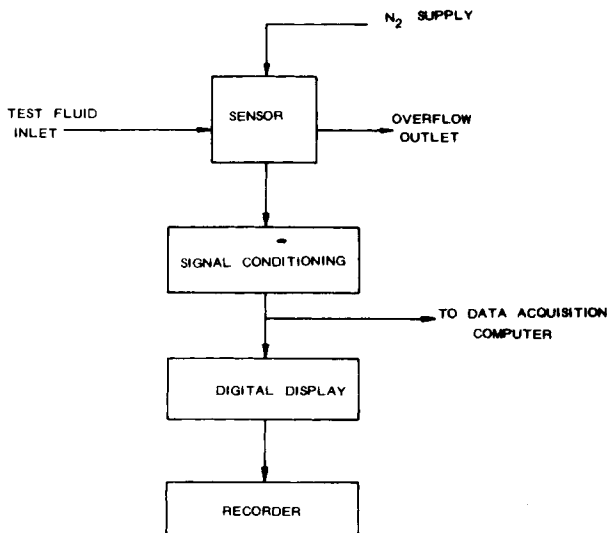 N2 SUPPLY
TEST FLUID
INLET
SENSOR
OVERFLOW
OUTLET
SIGNAL CONDITIONING
TO DATA ACQUISITION
COMPUTER
DIGITAL DISPLAY
RECORDER